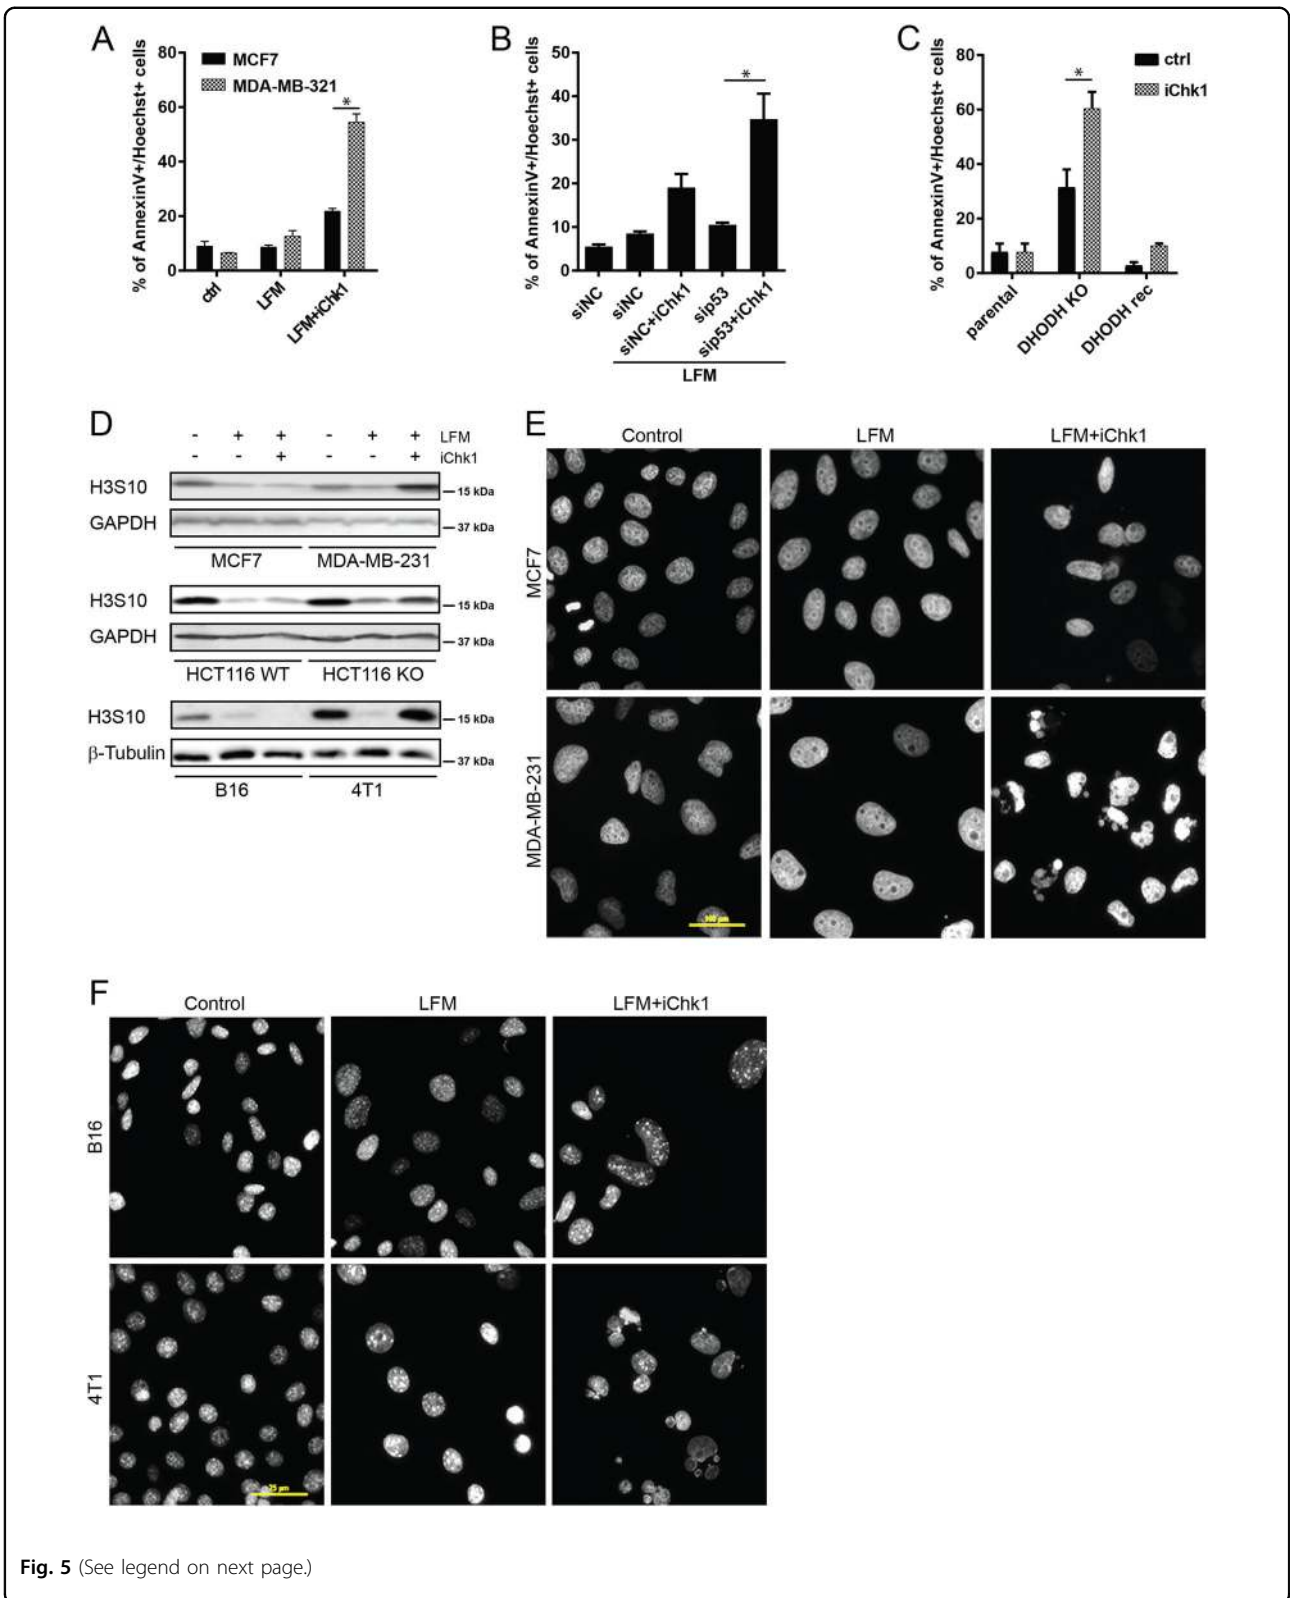 A
% of AnnexinV+/Hoechst+ cells
80
60
40
20
0
MCF7
MDA-MB-321
*
ctrl
LFM
LFM+iChk1
B
% of AnnexinV+/Hoechst+ cells
50
40
30
20
10
0
*
siNC
siNC
siNC+iChk1
sip53
sip53+iChk1
LFM
C
% of AnnexinV+/Hoechst+ cells
80
60
40
20
0
ctrl
iChk1
*
parental
DHODH KO
DHODH rec
D
- + + - + + LFM
- - + - - + iChk1
H3S10
15 kDa
GAPDH
37 kDa
MCF7 MDA-MB-231
H3S10
15 kDa
GAPDH
37 kDa
HCT116 WT HCT116 KO
H3S10
15 kDa
β-Tubulin
37 kDa
B16 4T1
E
Control LFM LFM+iChk1
MCF7
MDA-MB-231
F
Control LFM LFM+iChk1
B16
4T1
25 µm
Fig. 5 (See legend on next page.)